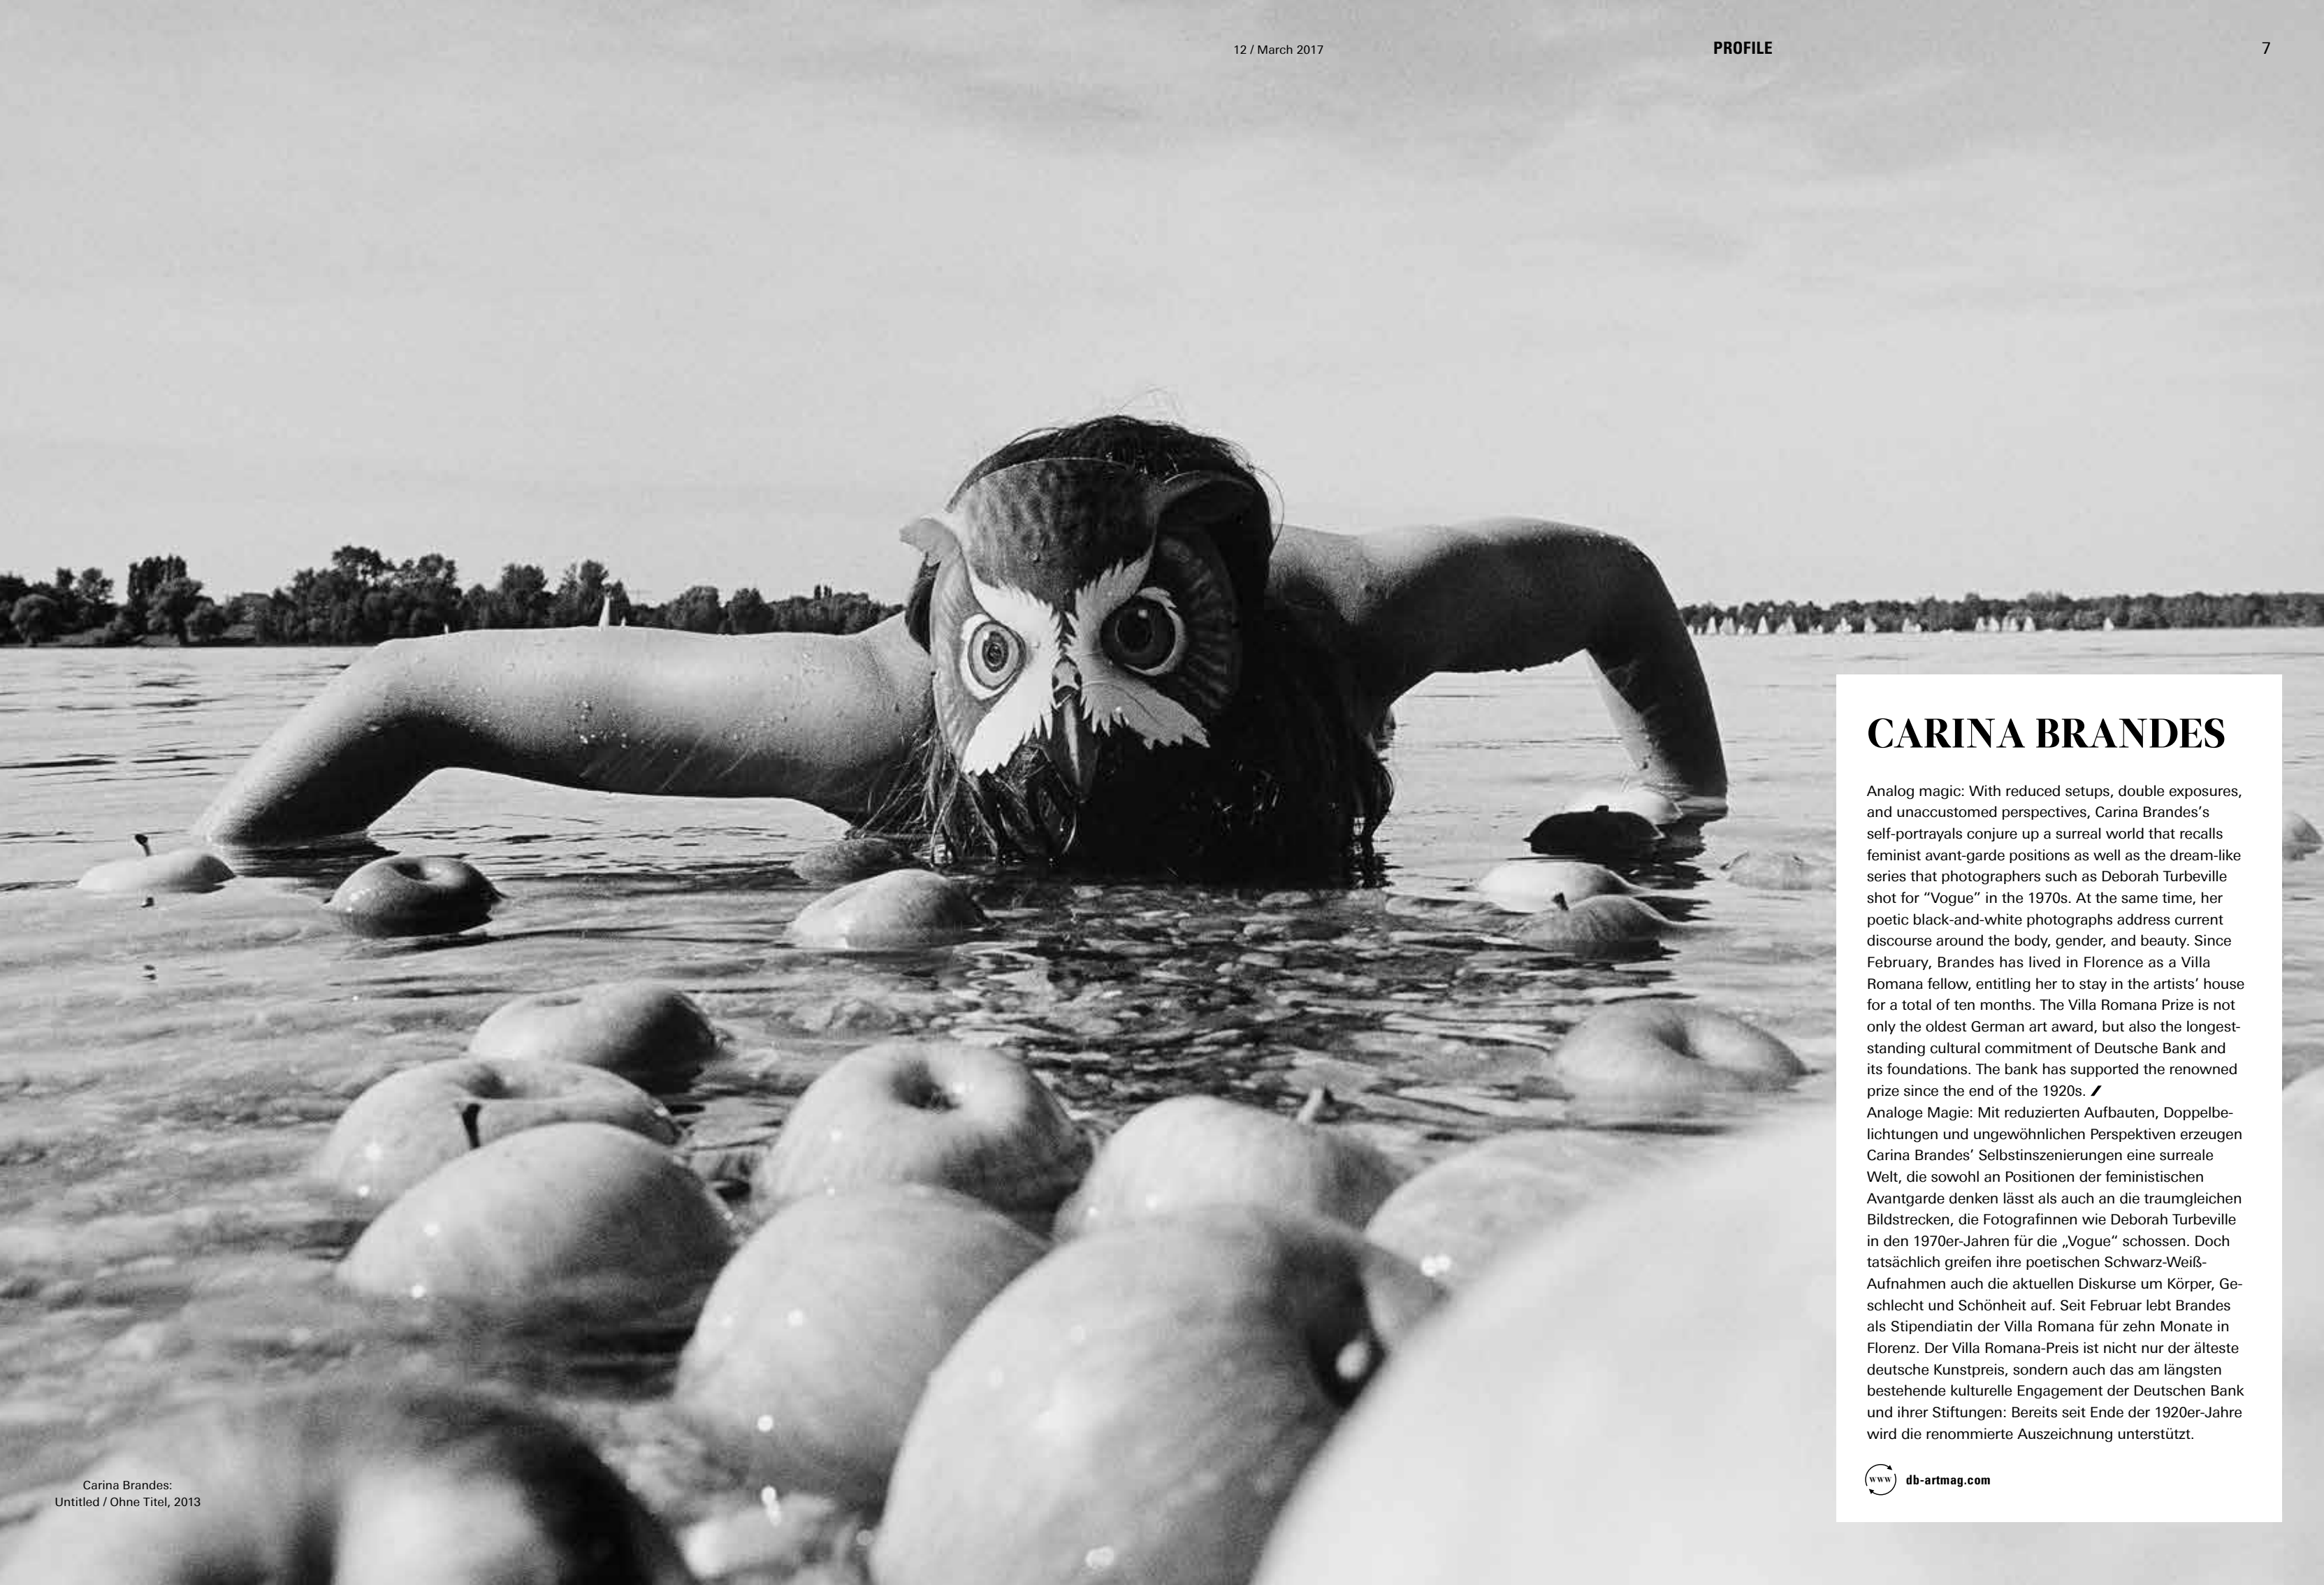 12 / March 2017
PROFILE
7
CARINA BRANDES
Analog magic: With reduced setups, double exposures,
and unaccustomed perspectives, Carina Brandes’s
self-portrayals conjure up a surreal world that recalls
feminist avant-garde positions as well as the dream-like
series that photographers such as Deborah Turbeville
shot for “Vogue” in the 1970s. At the same time, her
poetic black-and-white photographs address current
discourse around the body, gender, and beauty. Since
February, Brandes has lived in Florence as a Villa
Romana fellow, entitling her to stay in the artists’ house
for a total of ten months. The Villa Romana Prize is not
only the oldest German art award, but also the longest-
standing cultural commitment of Deutsche Bank and
its foundations. The bank has supported the renowned
prize since the end of the 1920s. /
Analoge Magie: Mit reduzierten Aufbauten, Doppelbe-
lichtungen und ungewöhnlichen Perspektiven erzeugen
Carina Brandes’ Selbstinszenierungen eine surreale
Welt, die sowohl an Positionen der feministischen
Avantgarde denken lässt als auch an die traumgleichen
Bildstrecken, die Fotografinnen wie Deborah Turbeville
in den 1970er-Jahren für die „Vogue“ schossen. Doch
tatsächlich greifen ihre poetischen Schwarz-Weiß-
Aufnahmen auch die aktuellen Diskurse um Körper, Ge-
schlecht und Schönheit auf. Seit Februar lebt Brandes
als Stipendiatin der Villa Romana für zehn Monate in
Florenz. Der Villa Romana-Preis ist nicht nur der älteste
deutsche Kunstpreis, sondern auch das am längsten
bestehende kulturelle Engagement der Deutschen Bank
und ihrer Stiftungen: Bereits seit Ende der 1920er-Jahre
wird die renommierte Auszeichnung unterstützt.
www db-artmag.com
Carina Brandes:
Untitled / Ohne Titel, 2013